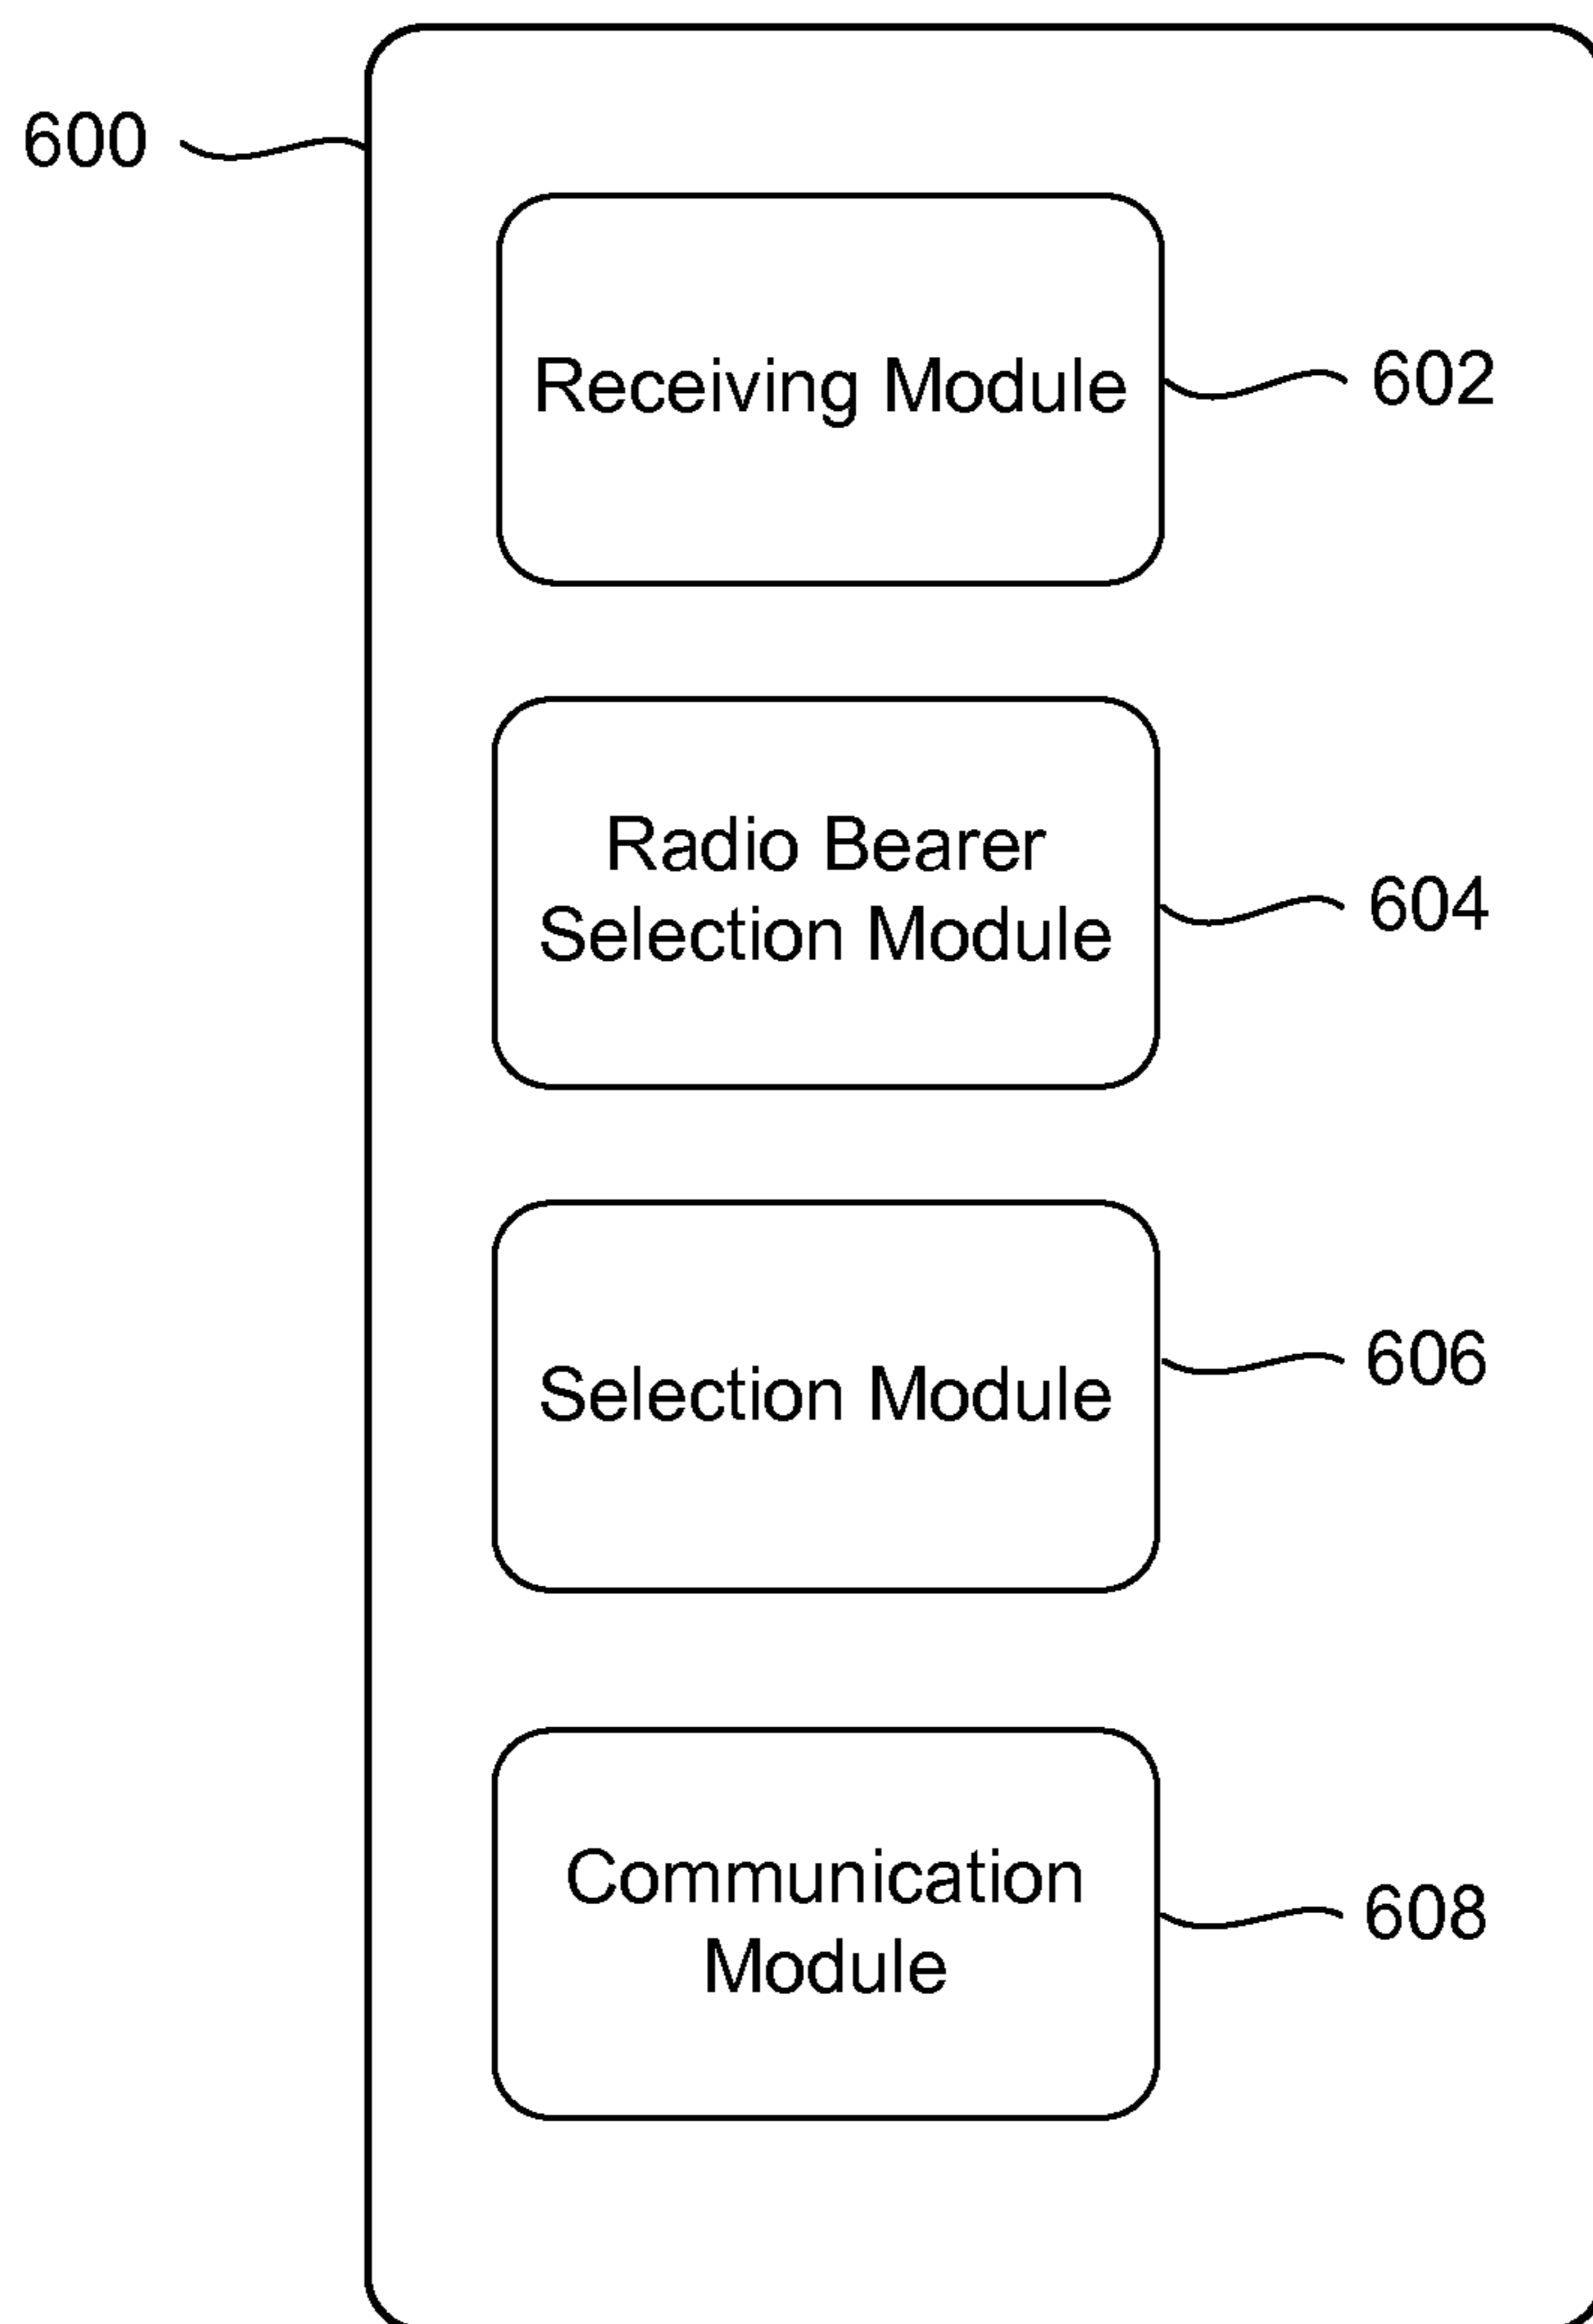 600
Receiving Module
602
Radio Bearer
Selection Module
604
Selection Module
606
Communication
Module
608